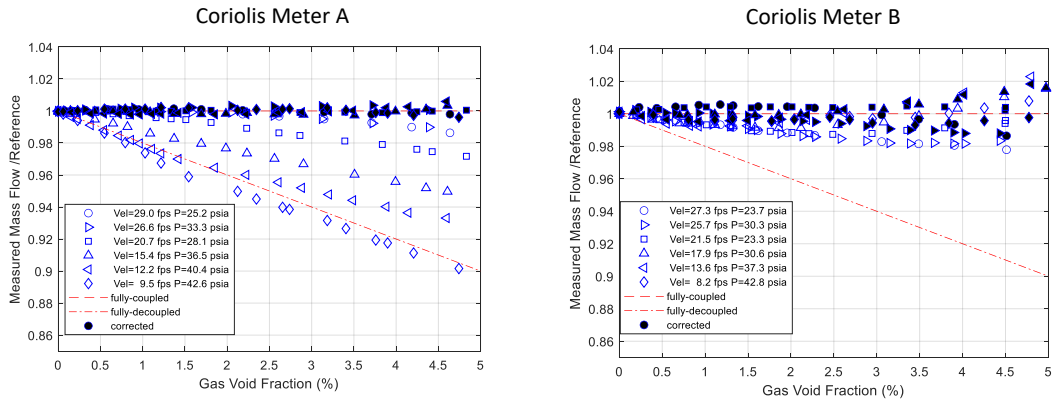 Coriolis Meter A
1.04
1.02
1
0.98
0.96
0.94
0.92
0.9
0.88
0.86
Measured Mass Flow /Reference
Vel=29.0 fps P=25.2 psia
Vel=26.6 fps P=33.3 psia
Vel=20.7 fps P=28.1 psia
Vel=15.4 fps P=36.5 psia
Vel=12.2 fps P=40.4 psia
Vel= 9.5 fps P=42.6 psia
fully-coupled
fully-decoupled
corrected
0 0.5 1 1.5 2 2.5 3 3.5 4 4.5 5
Gas Void Fraction (%)
Coriolis Meter B
1.04
1.02
1
0.98
0.96
0.94
0.92
0.9
0.88
0.86
Measured Mass Flow /Reference
Vel=27.3 fps P=23.7 psia
Vel=25.7 fps P=30.3 psia
Vel=21.5 fps P=23.3 psia
Vel=17.9 fps P=30.6 psia
Vel=13.6 fps P=37.3 psia
Vel= 8.2 fps P=42.8 psia
fully-coupled
fully-decoupled
corrected
0 0.5 1 1.5 2 2.5 3 3.5 4 4.5 5
Gas Void Fraction (%)